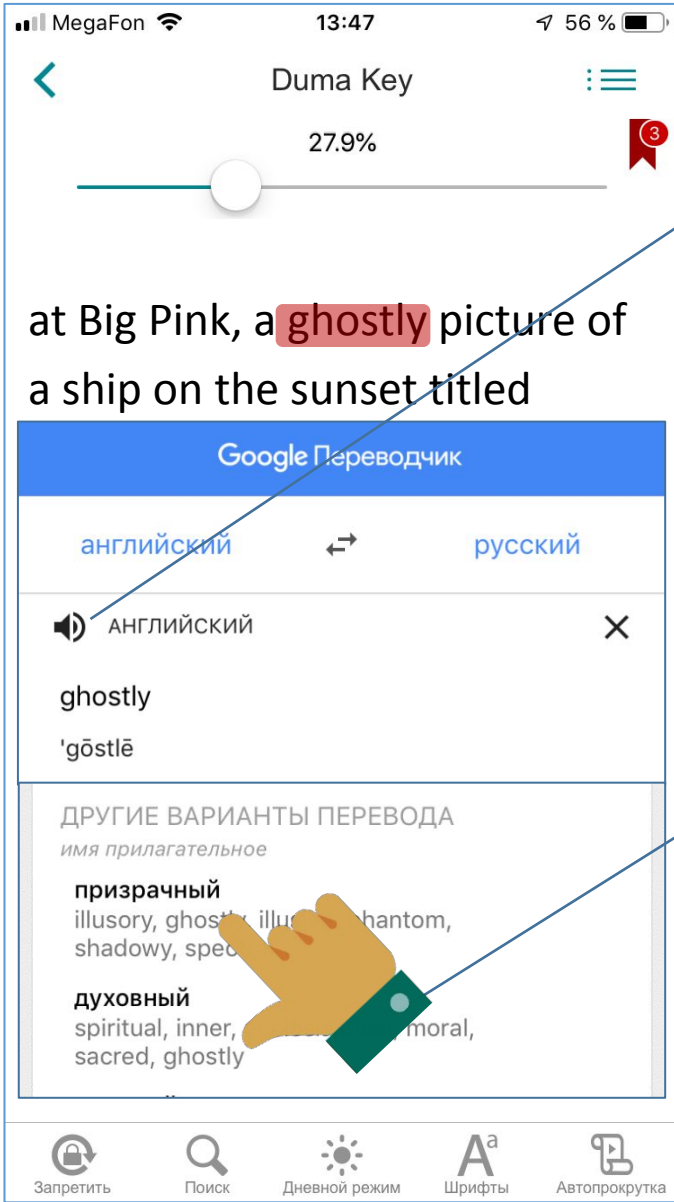 MegaFon 13:47 56 %
Duma Key
27.9%
3
at Big Pink, a ghostly picture of
a ship on the sunset titled
Google Переводчик
английский русский
АНГЛИЙСКИЙ
ghostly
'gōstlē
ДРУГИЕ ВАРИАНТЫ ПЕРЕВОДА
имя прилагательное
призрачный
illusory, ghostly,
shadowy,
духовный
spiritual, inner, moral,
sacred, ghostly
Запретить Поиск Дневной режим Шрифты Автопрокрутка